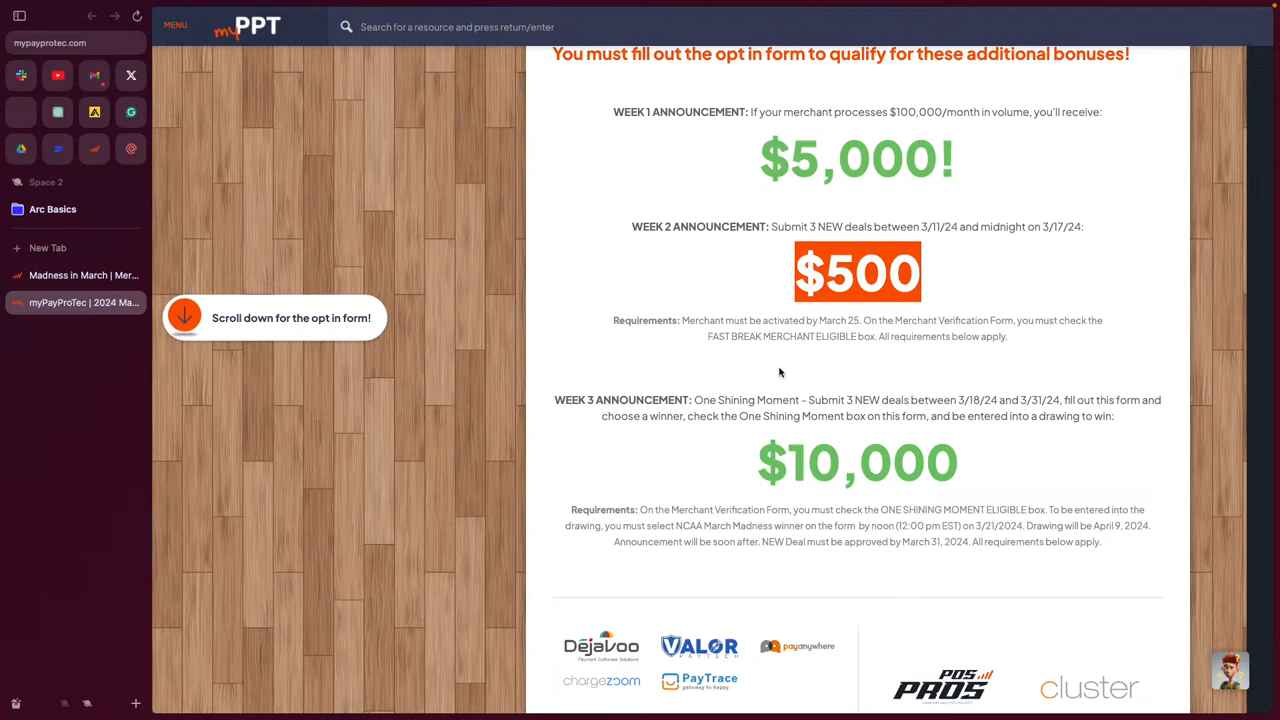 mypayprotec.com
Space 2
Arc Basics
New Tab
Madness in March | Mer...
myPayProTec | 2024 Ma...
MENU
myPPT
Search for a resource and press return/enter
You must fill out the opt in form to qualify for these additional bonuses!
WEEK 1 ANNOUNCEMENT: If your merchant processes $100,000/month in volume, you'll receive:
$5,000!
WEEK 2 ANNOUNCEMENT: Submit 3 NEW deals between 3/11/24 and midnight on 3/17/24:
$500
Requirements: Merchant must be activated by March 25. On the Merchant Verification Form, you must check the
FAST BREAK MERCHANT ELIGIBLE box. All requirements below apply.
Scroll down for the opt in form!
WEEK 3 ANNOUNCEMENT: One Shining Moment - Submit 3 NEW deals between 3/18/24 and 3/31/24, fill out this form and
choose a winner, check the One Shining Moment box on this form, and be entered into a drawing to win:
$10,000
Requirements: On the Merchant Verification Form, you must check the ONE SHINING MOMENT ELIGIBLE box. To be entered into the
drawing, you must select NCAA March Madness winner on the form by noon (12:00 pm EST) on 3/21/2024. Drawing will be April 9, 2024.
Announcement will be soon after. NEW Deal must be approved by March 31, 2024. All requirements below apply.
Dejavoo
Payment Software Solutions
VALOR
PAYTECH
payanywhere
chargezoom
PayTrace
gateway to happy
POS
PROS
cluster